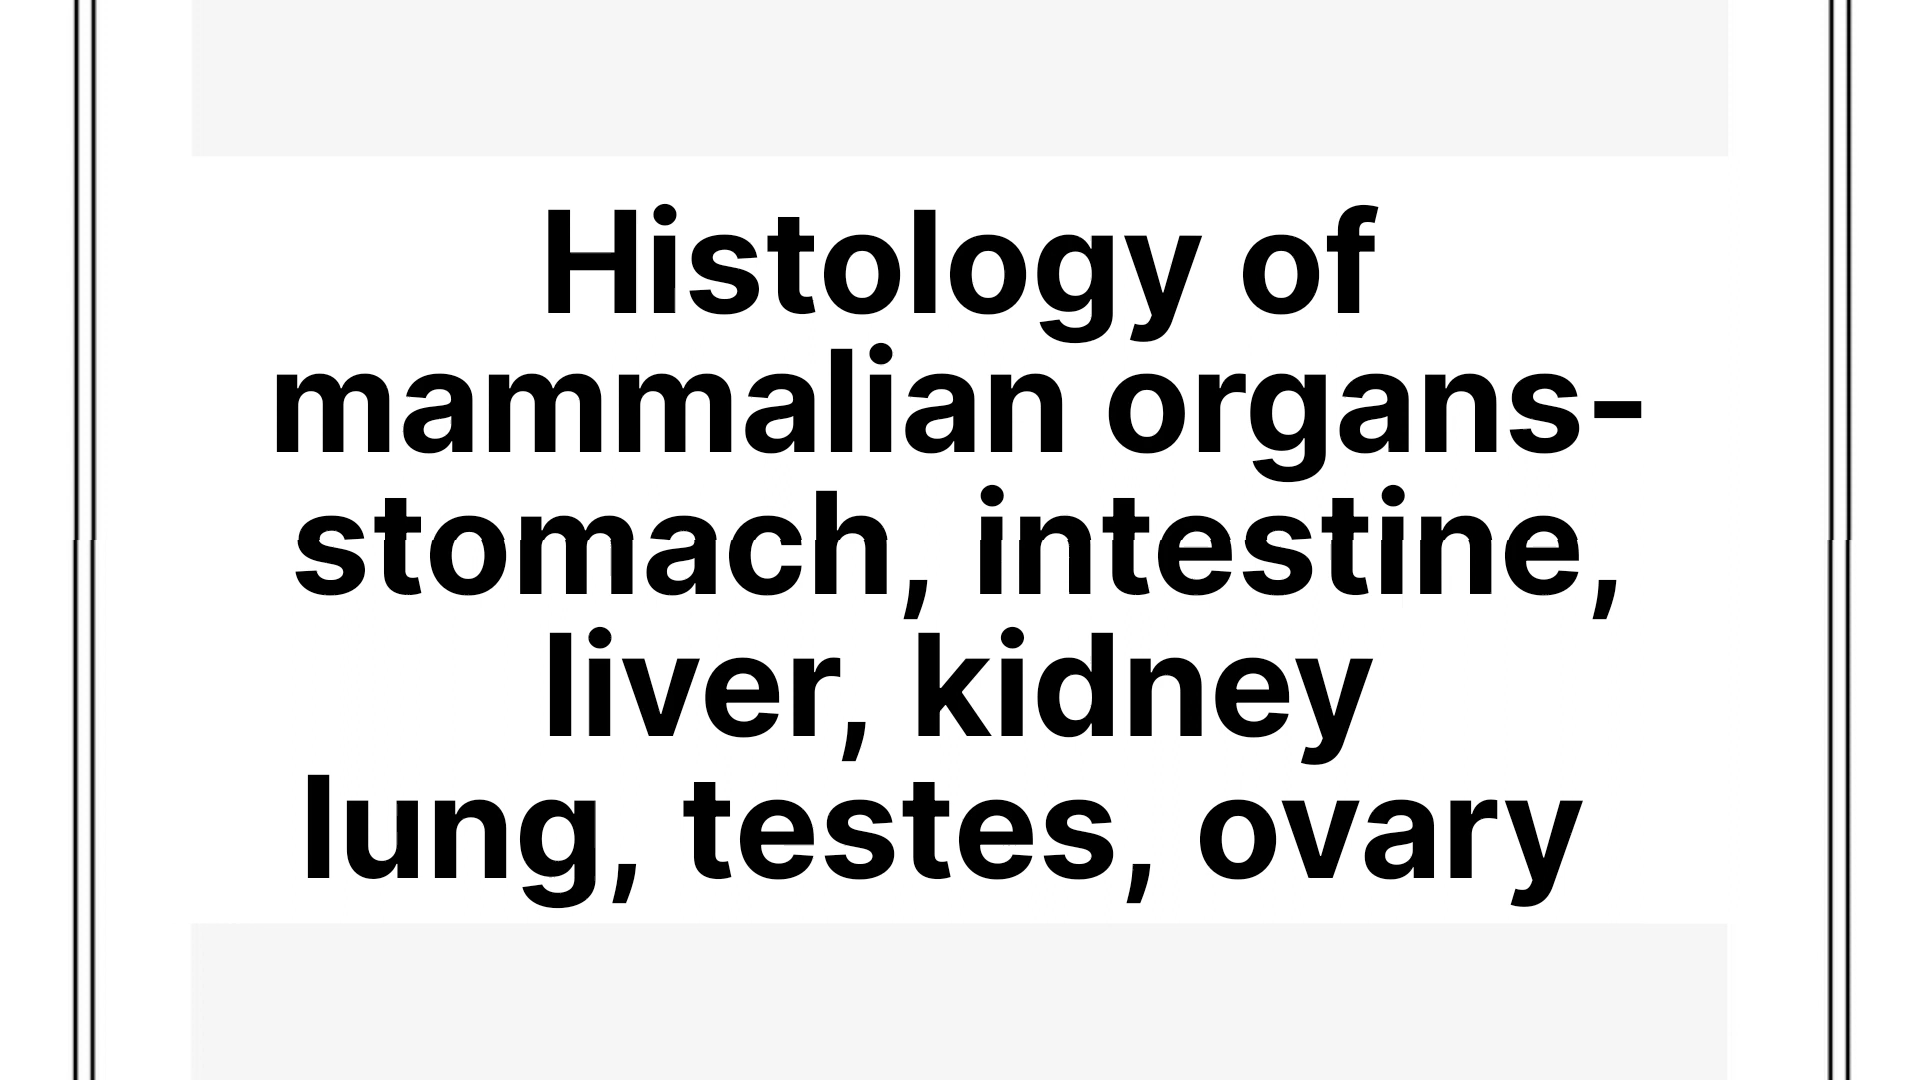 Histology of
mammalian organs-
stomach, intestine,
liver, kidney
lung, testes, ovary